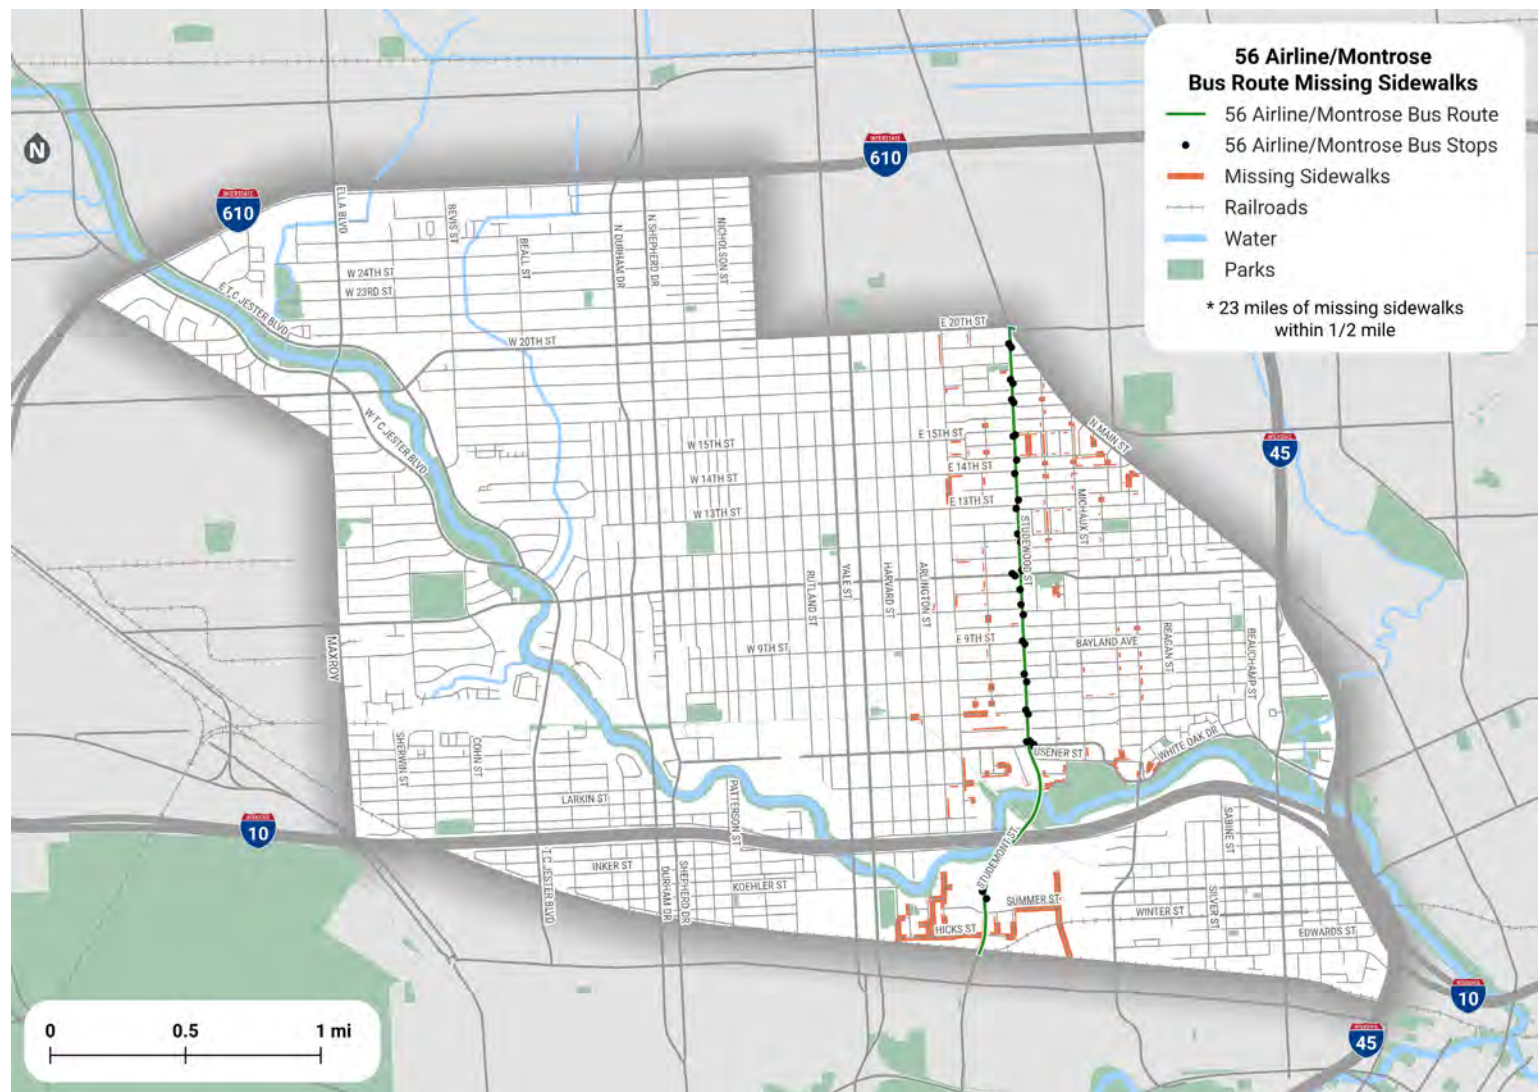 56 Airline/Montrose
Bus Route Missing Sidewalks
56 Airline/Montrose Bus Route
56 Airline/Montrose Bus Stops
Missing Sidewalks
Railroads
Water
Parks
* 23 miles of missing sidewalks
within 1/2 mile
N
INTERSTATE
610
INTERSTATE
610
ELLA BLVD
BEVIS ST
BEALL ST
N DURHAM DR
N SHEPHERD DR
NICHOLSON ST
W 24TH ST
W 23RD ST
E T.C JESTER BLVD
W 20TH ST
E 20TH ST
W T.C JESTER BLVD
W 15TH ST
E 15TH ST
N MAIN ST
INTERSTATE
45
W 14TH ST
E 14TH ST
W 13TH ST
E 13TH ST
MICHAUX ST
STUDEWOOD ST
RUTLAND ST
YALE ST
HARVARD ST
ARLINGTON ST
MAXROY
W 9TH ST
E 9TH ST
BAYLAND AVE
REAGAN ST
BEAUCHAMP ST
SHERWIN ST
COHN ST
USENER ST
WHITE OAK DR
LARKIN ST
PATTERSON ST
SABINE ST
INTERSTATE
10
STUDEMONT ST
T.C JESTER BLVD
INKER ST
DURHAM DR
SHEPHERD DR
KOEHLER ST
SUMMER ST
WINTER ST
SILVER ST
HICKS ST
EDWARDS ST
INTERSTATE
10
INTERSTATE
45
0 0.5 1 mi